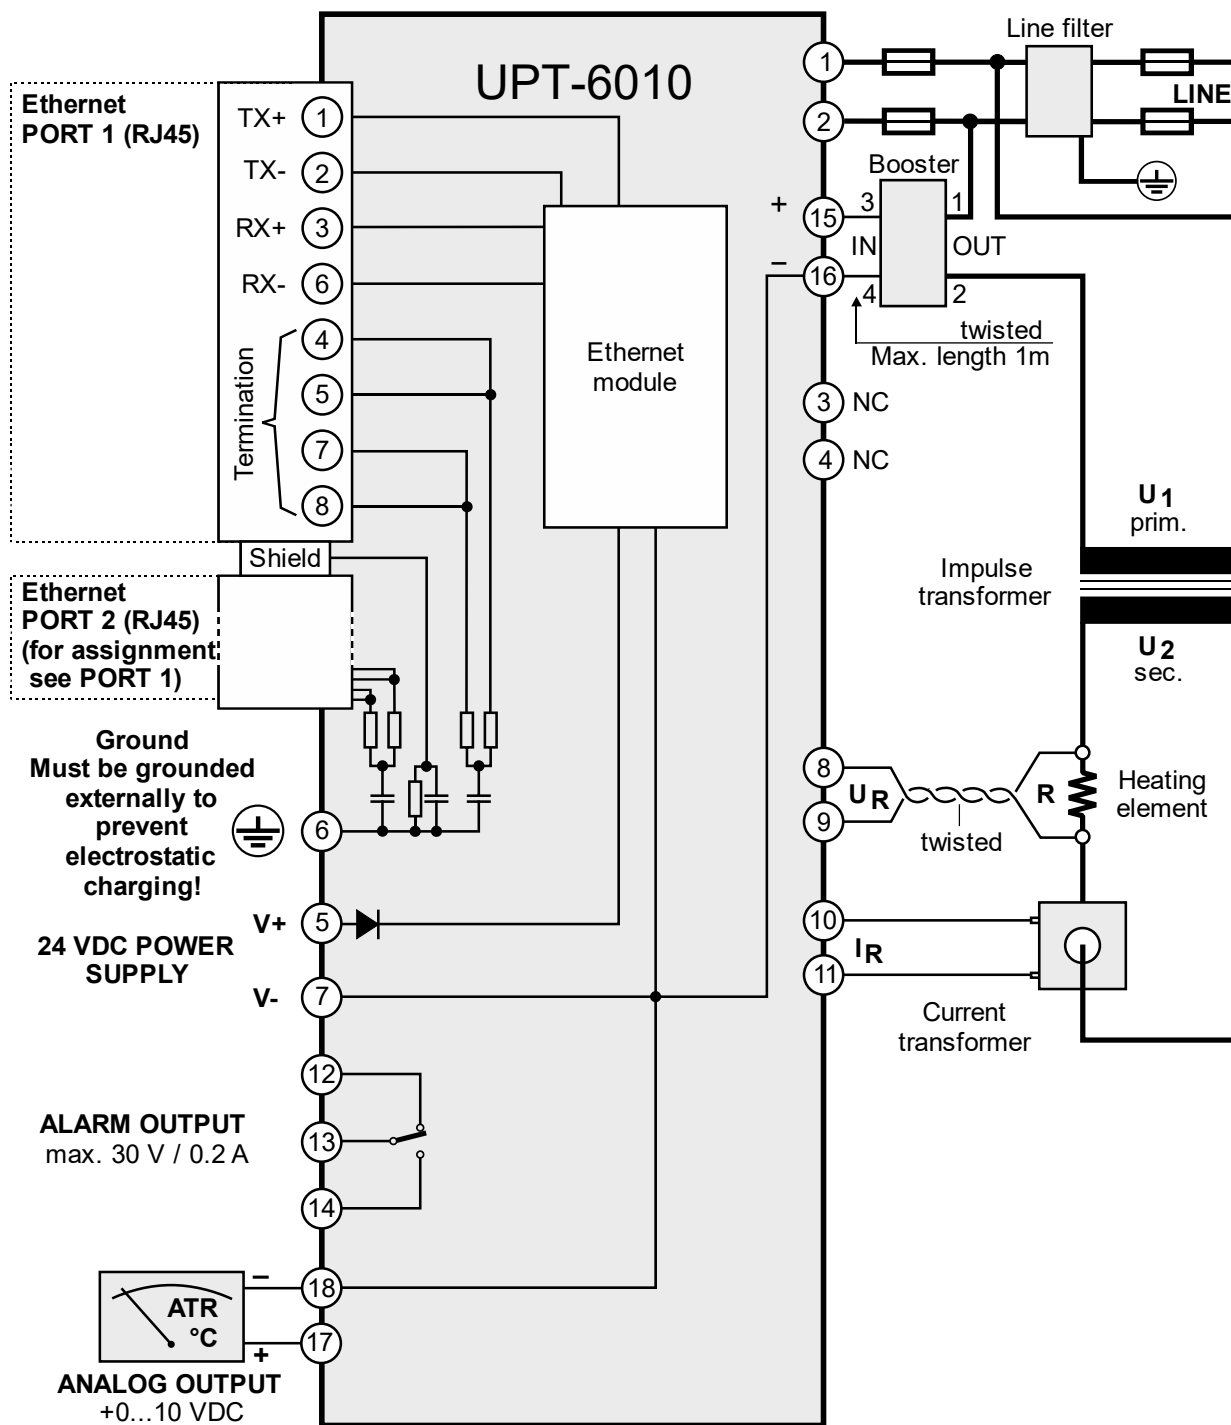 UPT-6010
Ethernet
PORT 1 (RJ45)
TX+ 1
TX- 2
RX+ 3
RX- 6
4
5
7
8
Termination
Shield
Ethernet
PORT 2 (RJ45)
(for assignment
see PORT 1)
Ethernet
module
Ground
Must be grounded
externally to
prevent
electrostatic
charging!
6
V+ 5
24 VDC POWER
SUPPLY
V- 7
12
ALARM OUTPUT
max. 30 V / 0.2 A
13
14
ATR
°C
– 18
+ 17
ANALOG OUTPUT
+0...10 VDC
Line filter
1
2
LINE
Booster
+ 15 3 1
IN OUT
– 16 4 2
twisted
Max. length 1m
3 NC
4 NC
U1
prim.
Impulse
transformer
U2
sec.
8
UR
9
twisted
R
Heating
element
10
IR
11
Current
transformer